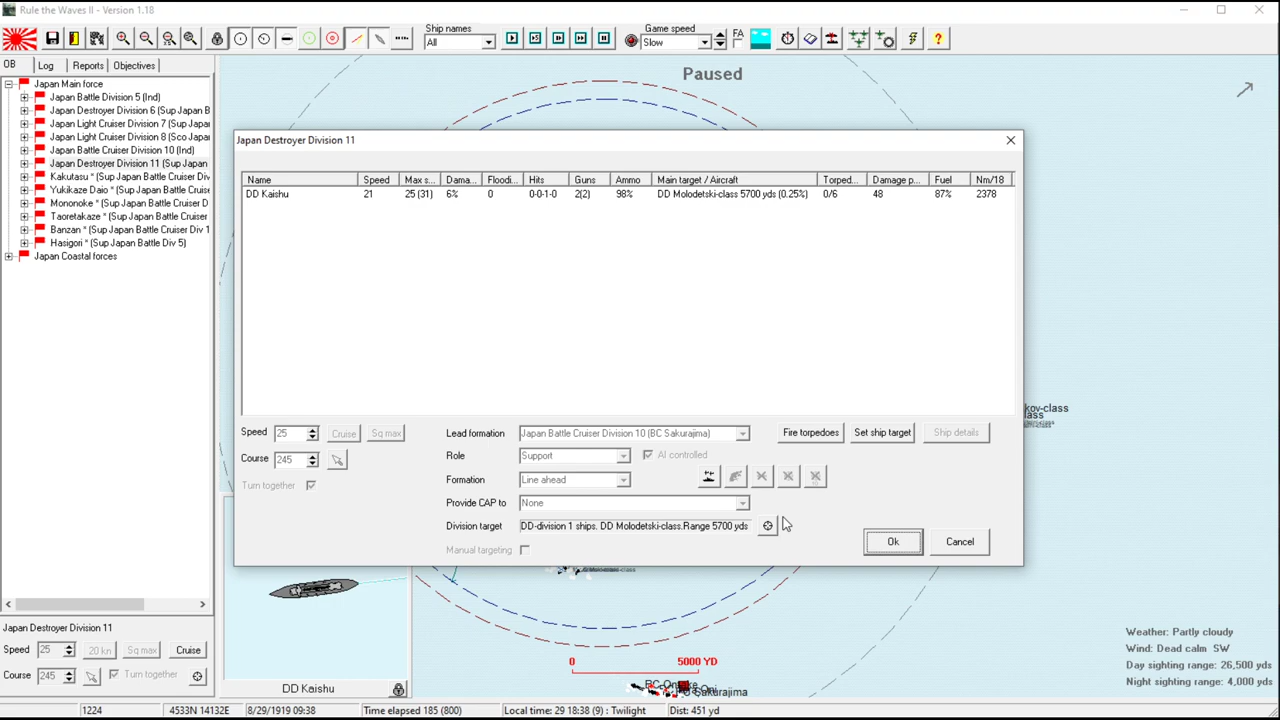 Rule the Waves II - Version 1.18
Ship names
All
Game speed
Slow
FA
OB
Log
Reports
Objectives
Japan Main force
Japan Battle Division 5 (Ind)
Japan Destroyer Division 6 (Sup Japan B
Japan Light Cruiser Division 7 (Sup Japan
Japan Light Cruiser Division 8 (Sco Japan
Japan Battle Cruiser Division 10 (Ind)
Japan Destroyer Division 11 (Sup Japan
Kakutasu * (Sup Japan Battle Cruiser Div
Yukikaze Daio * (Sup Japan Battle Cruise
Mononoke * (Sup Japan Battle Cruiser D
Taoretakaze * (Sup Japan Battle Cruiser
Banzan * (Sup Japan Battle Cruiser Div 1
Hasigori * (Sup Japan Battle Div 5)
Japan Coastal forces
Paused
Japan Destroyer Division 11
Name Speed Max s... Dama... Floodi... Hits Guns Ammo Main target / Aircraft Torped... Damage p... Fuel Nm/18
DD Kaishu 21 25 (31) 6% 0 0-0-1-0 2(2) 98% DD Molodetski-class 5700 yds (0.25%) 0/6 48 87% 2378
Speed 25 Cruise Sq max
Course 245
Turn together
Lead formation Japan Battle Cruiser Division 10 (BC Sakurajima)
Role Support AI controlled
Formation Line ahead
Provide CAP to None
Division target DD-division 1 ships. DD Molodetski-class.Range 5700 yds
Manual targeting
Fire torpedoes Set ship target Ship details
Ok Cancel
kov-class
0 5000 YD
Sakurajima
Weather: Partly cloudy
Wind: Dead calm SW
Day sighting range: 26,500 yds
Night sighting range: 4,000 yds
Japan Destroyer Division 11
Speed 25 20 kn Sq max Cruise
Course 245 Turn together
DD Kaishu
1224 4533N 14132E 8/29/1919 09:38 Time elapsed 185 (800) Local time: 29 18:38 (9) : Twilight Dist: 451 yd